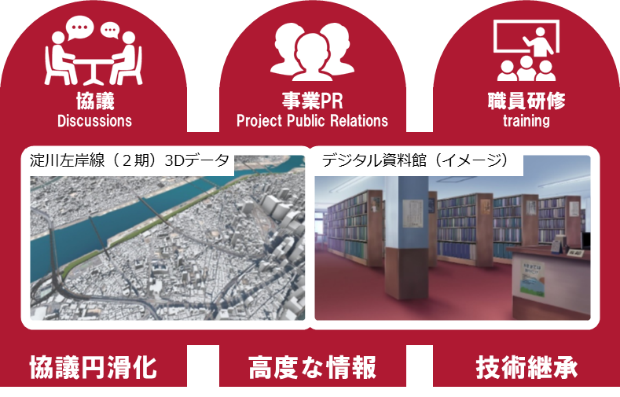 協議
Discussions
事業PR
Project Public Relations
職員研修
training
淀川左岸線（２期）3Dデータ
デジタル資料館（イメージ）
協議円滑化
高度な情報
技術継承